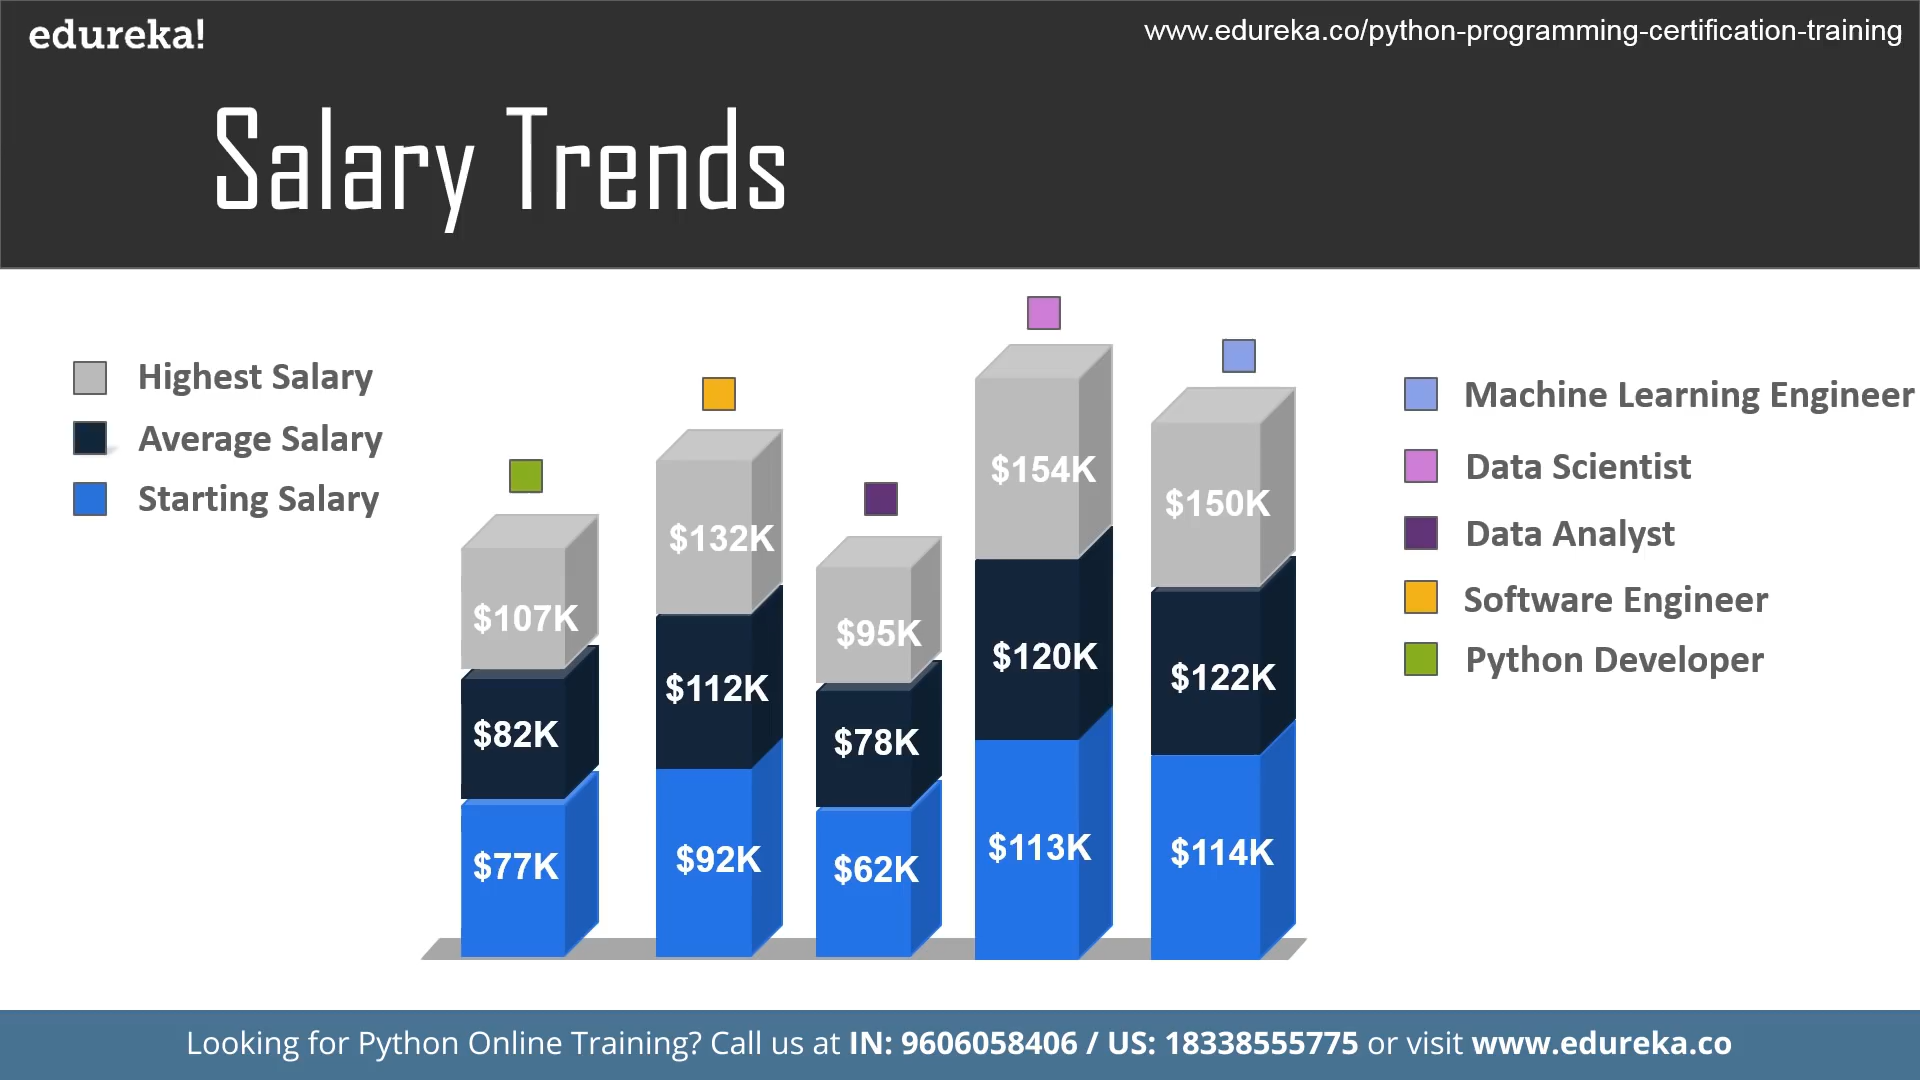 edureka!
www.edureka.co/python-programming-certification-training
Salary Trends
Highest Salary
Average Salary
Starting Salary
$107K
$82K
$77K
$132K
$112K
$92K
$95K
$78K
$62K
$154K
$120K
$113K
$150K
$122K
$114K
Machine Learning Engineer
Data Scientist
Data Analyst
Software Engineer
Python Developer
Looking for Python Online Training? Call us at IN: 9606058406 / US: 18338555775 or visit www.edureka.co